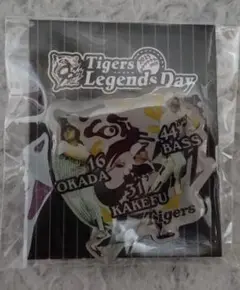 Tigers
Legends Day
44
BASS
16
OKADA
31
KAKEFU
Tigers